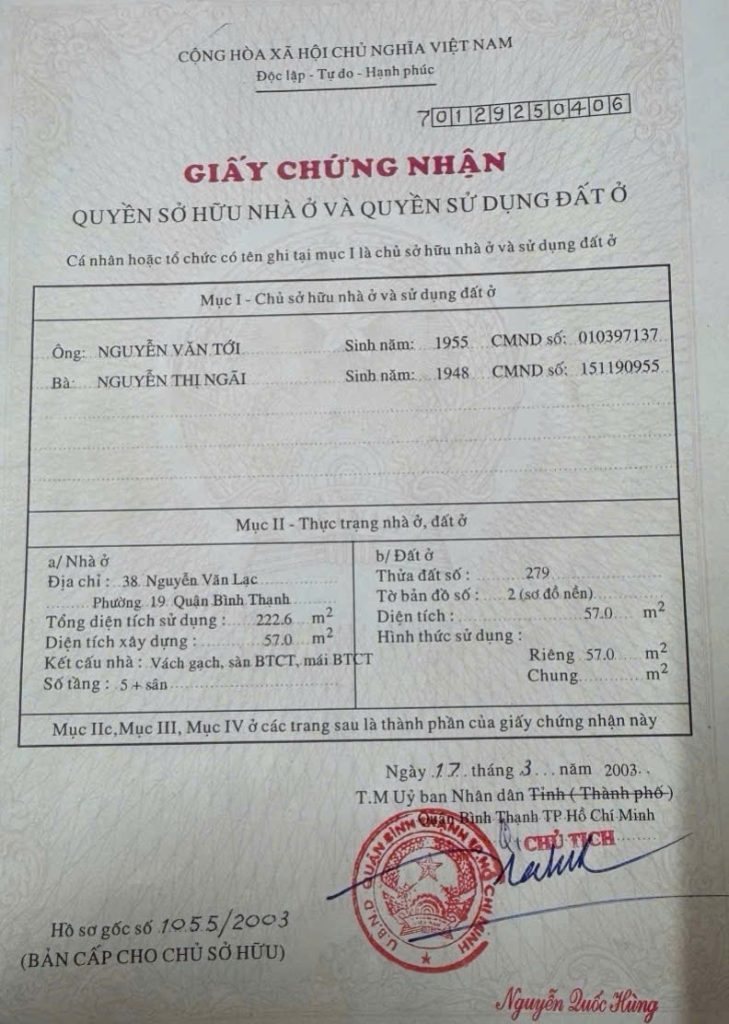 CỘNG HÒA XÃ HỘI CHỦ NGHĨA VIỆT NAM
Độc lập - Tự do - Hạnh phúc
70129250406
GIẤY CHỨNG NHẬN
QUYỀN SỞ HỮU NHÀ Ở VÀ QUYỀN SỬ DỤNG ĐẤT Ở
Cá nhân hoặc tổ chức có tên ghi tại mục I là chủ sở hữu nhà ở và sử dụng đất ở
Mục I - Chủ sở hữu nhà ở và sử dụng đất ở
Ông: NGUYỄN VĂN TỚI Sinh năm: 1955 CMND số: 010397137
Bà: NGUYỄN THỊ NGÃI Sinh năm: 1948 CMND số: 151190955
Mục II - Thực trạng nhà ở, đất ở
a/ Nhà ở
Địa chỉ : 38 Nguyễn Văn Lạc
Phường 19 Quận Bình Thạnh
Tổng diện tích sử dụng : 222.6 m2
Diện tích xây dựng : 57.0 m2
Kết cấu nhà : Vách gạch, sàn BTCT, mái BTCT
Số tầng : 5 + sân
b/ Đất ở
Thửa đất số : 279
Tờ bản đồ số : 2 (sơ đồ nền)
Diện tích : 57.0 m2
Hình thức sử dụng :
Riêng 57.0 m2
Chung m2
Mục IIc,Mục III, Mục IV ở các trang sau là thành phần của giấy chứng nhận này
Ngày 17 tháng 3 năm 2003
T.M Uỷ ban Nhân dân Tỉnh ( Thành phố )
Quận Bình Thạnh TP Hồ Chí Minh
CHỦ TỊCH
U.B.N.D QUẬN BÌNH THẠNH T.P HỒ CHÍ MINH
Hồ sơ gốc số 1055/2003
(BẢN CẤP CHO CHỦ SỞ HỮU)
Nguyễn Quốc Hùng